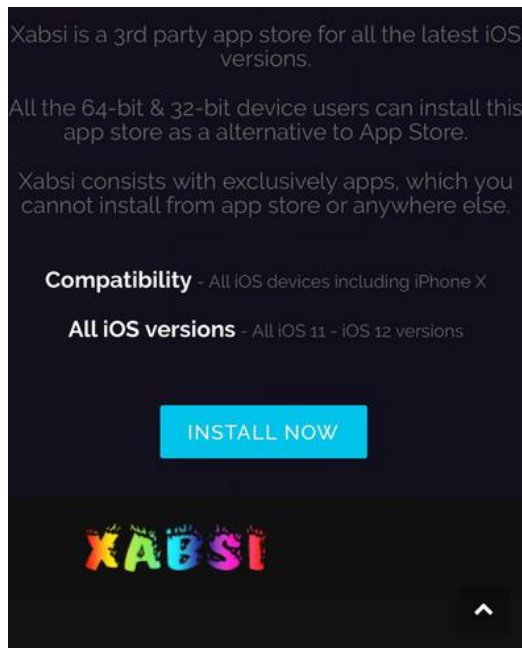 Xabsi is a 3rd party app store for all the latest iOS
versions.
All the 64-bit & 32-bit device users can install this
app store as a alternative to App Store.
Xabsi consists with exclusively apps, which you
cannot install from app store or anywhere else.
Compatibility - All iOS devices including iPhone X
All iOS versions - All iOS 11 - iOS 12 versions
INSTALL NOW
XABSI